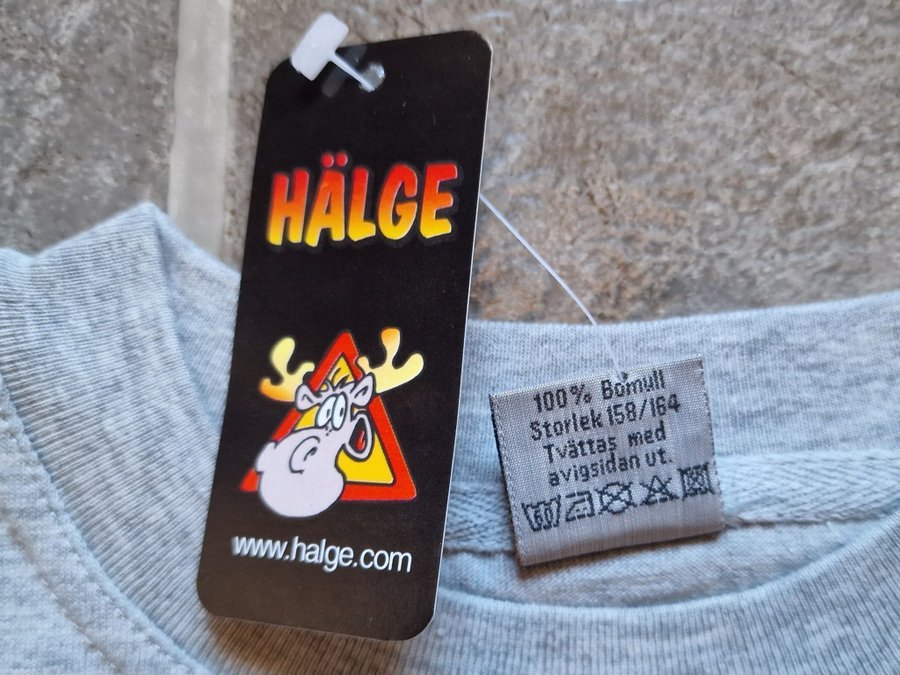 HÄLGE
www.halge.com
100% Bomull
Storlek 158/164
Tvättas med
avigsidan ut.